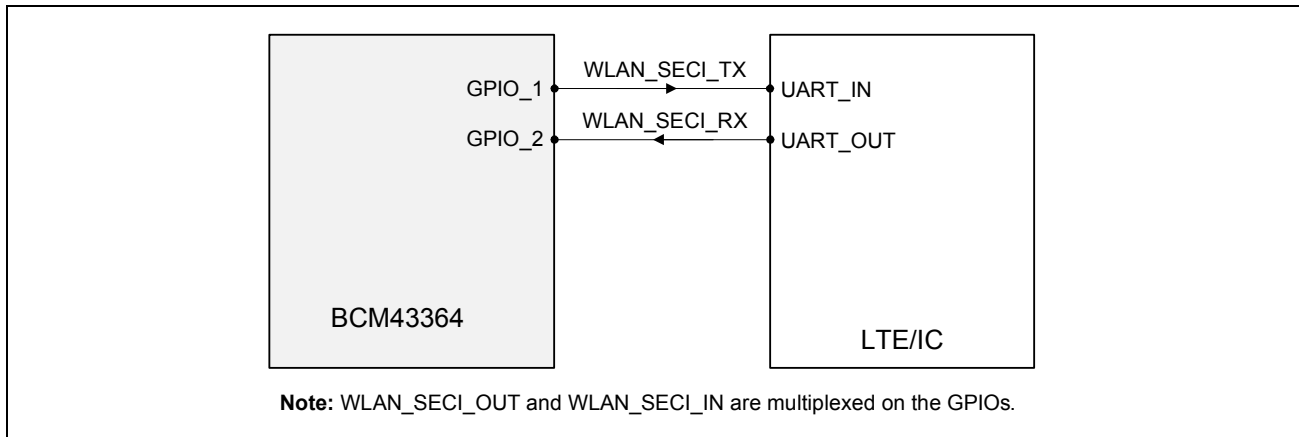 WLAN_SECI_TX
GPIO_1
UART_IN
WLAN_SECI_RX
GPIO_2
UART_OUT
BCM43364
LTE/IC
Note: WLAN_SECI_OUT and WLAN_SECI_IN are multiplexed on the GPIOs.